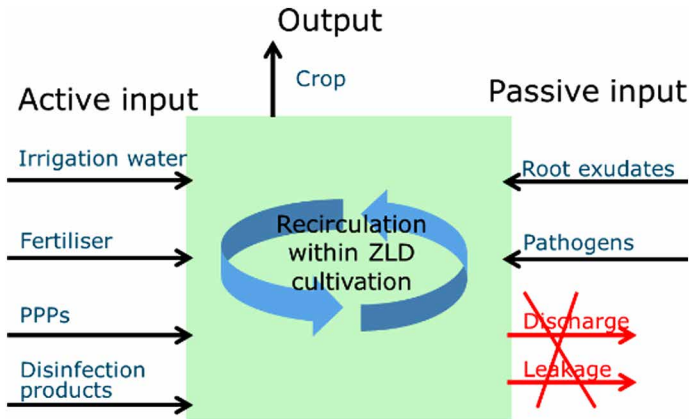 Output
Crop
Active input
Passive input
Irrigation water
Root exudates
Fertiliser
Recirculation
within ZLD
cultivation
Pathogens
PPPs
Discharge
Disinfection
products
Leakage